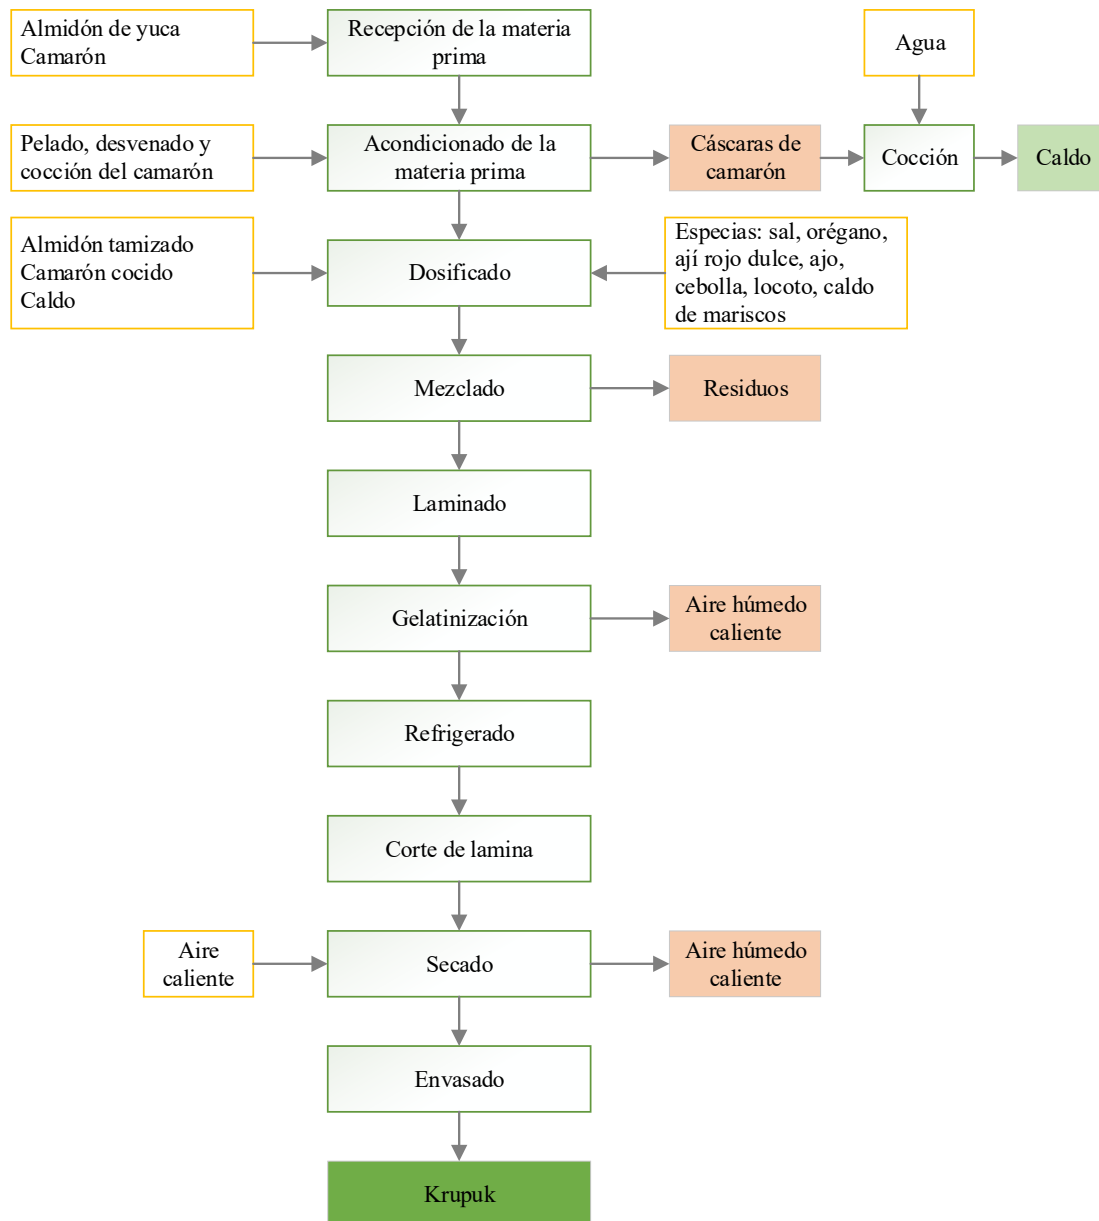 Almidón de yuca
Camarón
Recepción de la materia
prima
Agua
Pelado, desvenado y
cocción del camarón
Acondicionado de la
materia prima
Cáscaras de
camarón
Cocción
Caldo
Almidón tamizado
Camarón cocido
Caldo
Dosificado
Especias: sal, orégano,
ají rojo dulce, ajo,
cebolla, locoto, caldo
de mariscos
Mezclado
Residuos
Laminado
Gelatinización
Aire húmedo
caliente
Refrigerado
Corte de lamina
Aire
caliente
Secado
Aire húmedo
caliente
Envasado
Krupuk